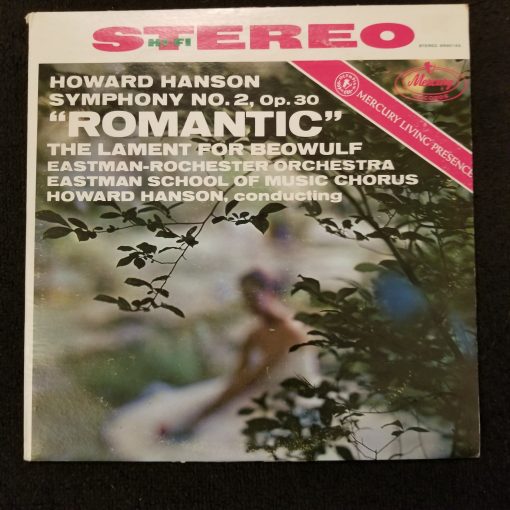 STEREO
HI-FI
HOWARD HANSON
SYMPHONY NO. 2, Op. 30
"ROMANTIC"
THE LAMENT FOR BEOWULF
EASTMAN-ROCHESTER ORCHESTRA
EASTMAN SCHOOL OF MUSIC CHORUS
HOWARD HANSON, conducting
Mercury
MERCURY LIVING PRESENCE